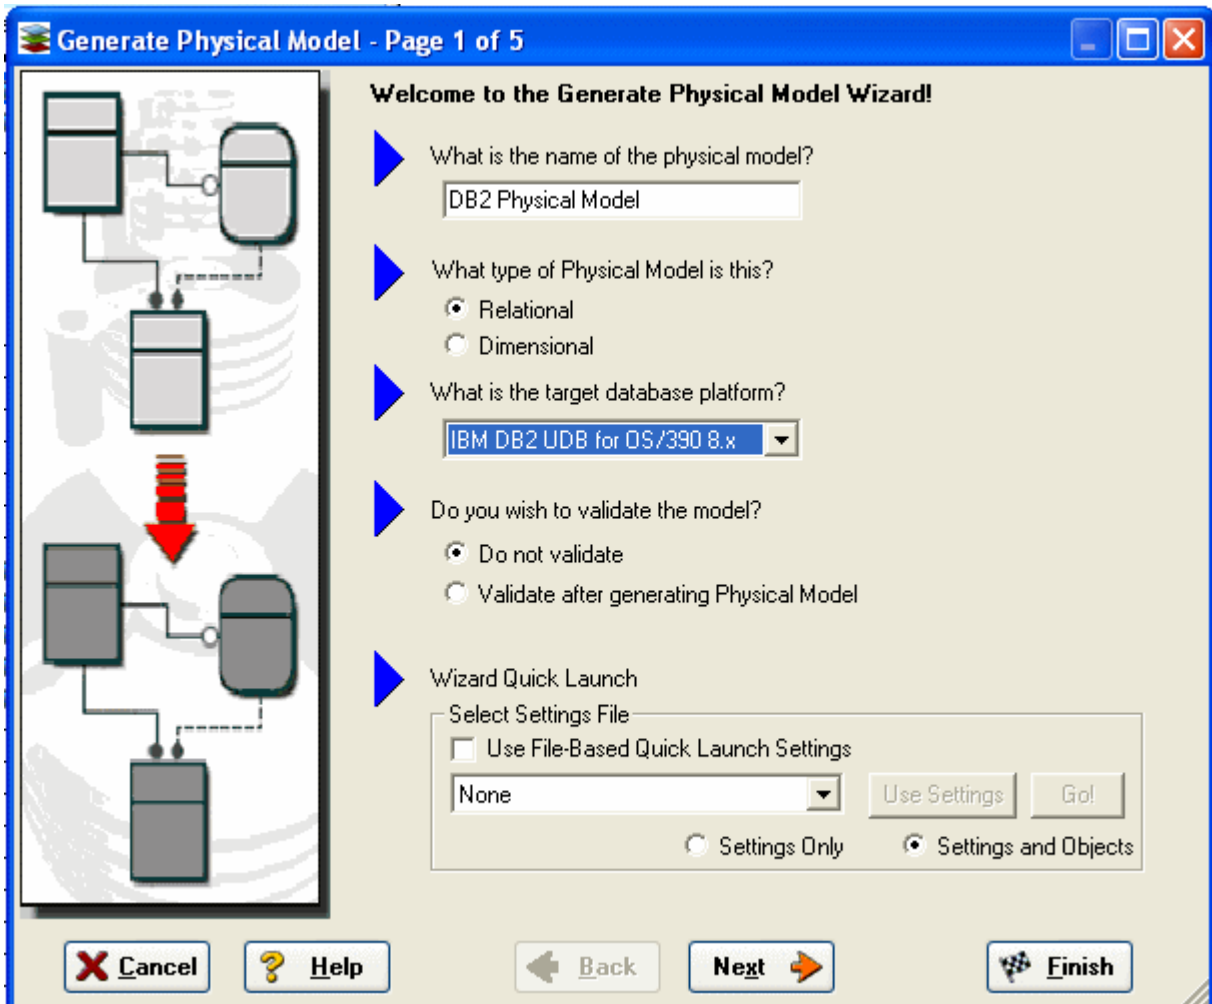 Generate Physical Model - Page 1 of 5
Welcome to the Generate Physical Model Wizard!
What is the name of the physical model?
DB2 Physical Model
What type of Physical Model is this?
Relational
Dimensional
What is the target database platform?
IBM DB2 UDB for OS/390 8.x
Do you wish to validate the model?
Do not validate
Validate after generating Physical Model
Wizard Quick Launch
Select Settings File
Use File-Based Quick Launch Settings
None
Use Settings
Go!
Settings Only
Settings and Objects
Cancel
Help
Back
Next
Finish